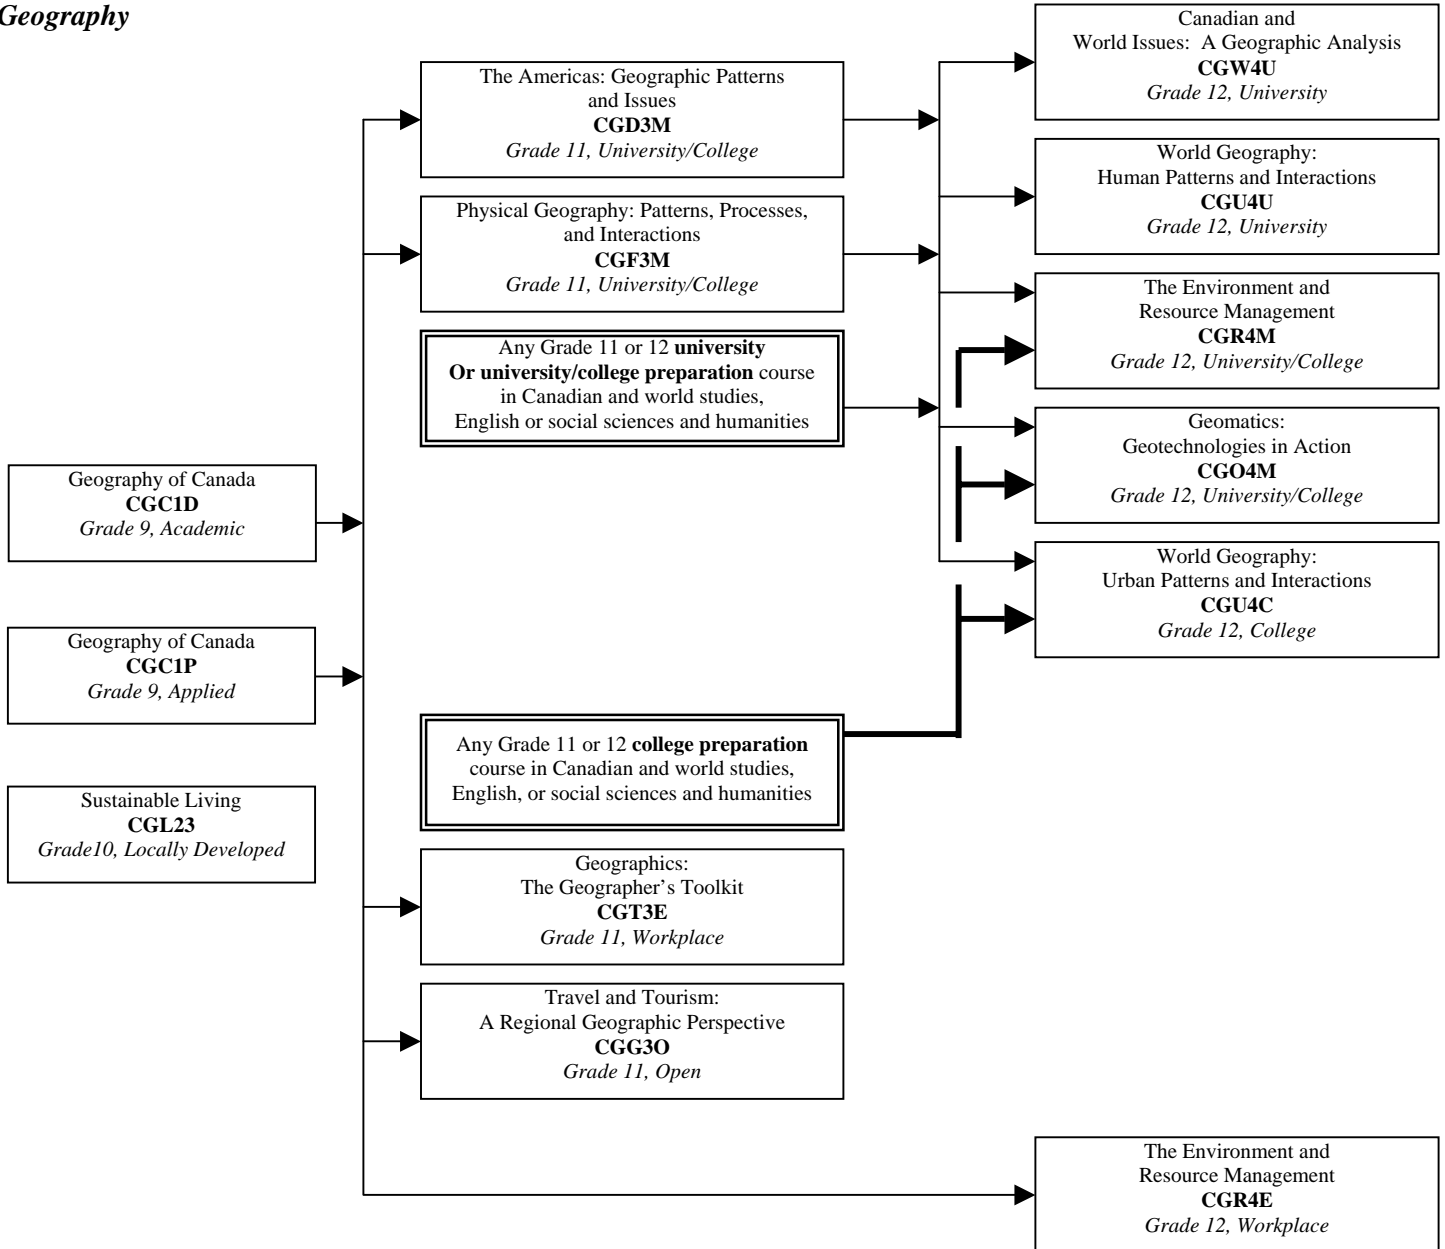 Geography
Geography of Canada
CGC1D
Grade 9, Academic
Geography of Canada
CGC1P
Grade 9, Applied
Sustainable Living
CGL23
Grade10, Locally Developed
The Americas: Geographic Patterns
and Issues
CGD3M
Grade 11, University/College
Physical Geography: Patterns, Processes,
and Interactions
CGF3M
Grade 11, University/College
Any Grade 11 or 12 university
Or university/college preparation course
in Canadian and world studies,
English or social sciences and humanities
Any Grade 11 or 12 college preparation
course in Canadian and world studies,
English, or social sciences and humanities
Geographics:
The Geographer’s Toolkit
CGT3E
Grade 11, Workplace
Travel and Tourism:
A Regional Geographic Perspective
CGG3O
Grade 11, Open
Canadian and
World Issues: A Geographic Analysis
CGW4U
Grade 12, University
World Geography:
Human Patterns and Interactions
CGU4U
Grade 12, University
The Environment and
Resource Management
CGR4M
Grade 12, University/College
Geomatics:
Geotechnologies in Action
CGO4M
Grade 12, University/College
World Geography:
Urban Patterns and Interactions
CGU4C
Grade 12, College
The Environment and
Resource Management
CGR4E
Grade 12, Workplace